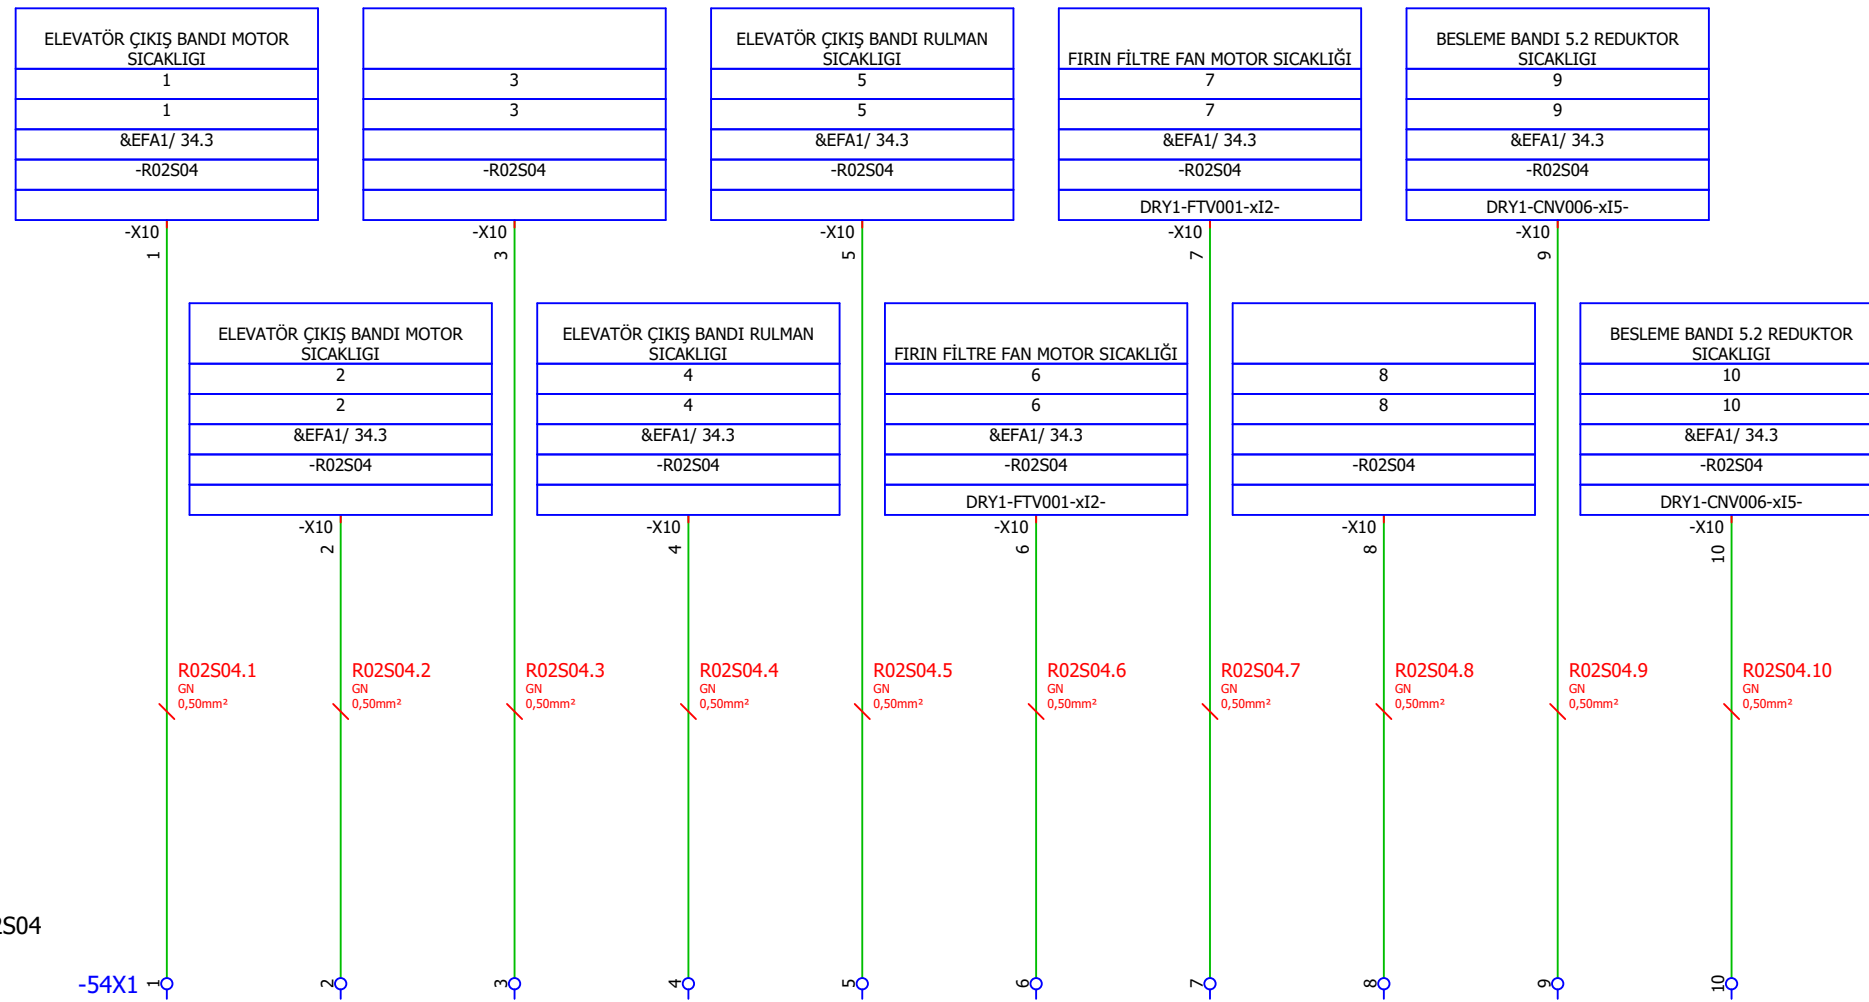 ELEVATÖR ÇIKIŞ BANDI MOTOR
SICAKLIGI
1
1
&EFA1/ 34.3
-R02S04
-X10
1
3
3
-R02S04
-X10
3
ELEVATÖR ÇIKIŞ BANDI RULMAN
SICAKLIGI
5
5
&EFA1/ 34.3
-R02S04
-X10
5
FIRIN FİLTRE FAN MOTOR SICAKLIĞI
7
7
&EFA1/ 34.3
-R02S04
DRY1-FTV001-xI2-
-X10
7
BESLEME BANDI 5.2 REDUKTOR
SICAKLIGI
9
9
&EFA1/ 34.3
-R02S04
DRY1-CNV006-xI5-
-X10
9
ELEVATÖR ÇIKIŞ BANDI MOTOR
SICAKLIGI
2
2
&EFA1/ 34.3
-R02S04
-X10
2
ELEVATÖR ÇIKIŞ BANDI RULMAN
SICAKLIGI
4
4
&EFA1/ 34.3
-R02S04
-X10
4
FIRIN FİLTRE FAN MOTOR SICAKLIĞI
6
6
&EFA1/ 34.3
-R02S04
DRY1-FTV001-xI2-
-X10
6
8
8
-R02S04
-X10
8
BESLEME BANDI 5.2 REDUKTOR
SICAKLIGI
10
10
&EFA1/ 34.3
-R02S04
DRY1-CNV006-xI5-
-X10
10
R02S04.1
GN
0,50mm²
R02S04.2
GN
0,50mm²
R02S04.3
GN
0,50mm²
R02S04.4
GN
0,50mm²
R02S04.5
GN
0,50mm²
R02S04.6
GN
0,50mm²
R02S04.7
GN
0,50mm²
R02S04.8
GN
0,50mm²
R02S04.9
GN
0,50mm²
R02S04.10
GN
0,50mm²
-54X1 1 2 3 4 5 6 7 8 9 10